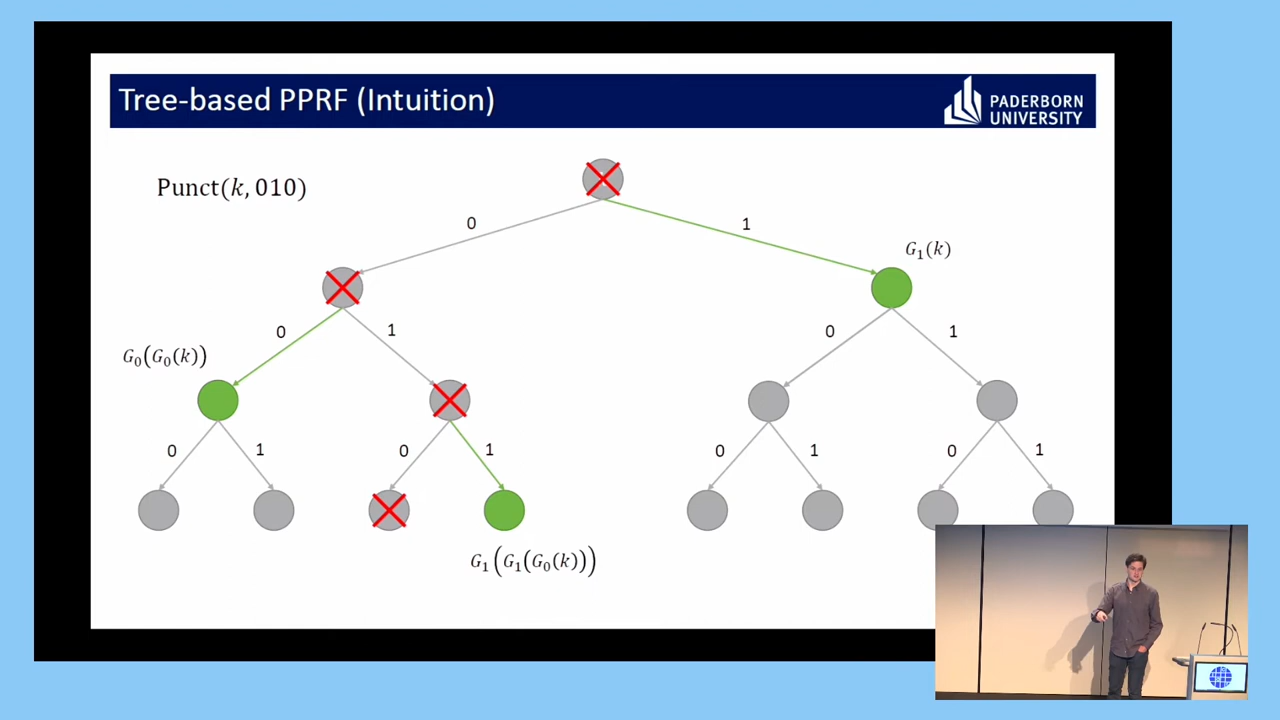 Tree-based PPRF (Intuition)
PADERBORN
UNIVERSITY
Punct(k, 010)
0
1
G₁(k)
0
1
0
1
G₀(G₀(k))
0
1
0
1
0
1
0
1
G₁(G₁(G₀(k)))